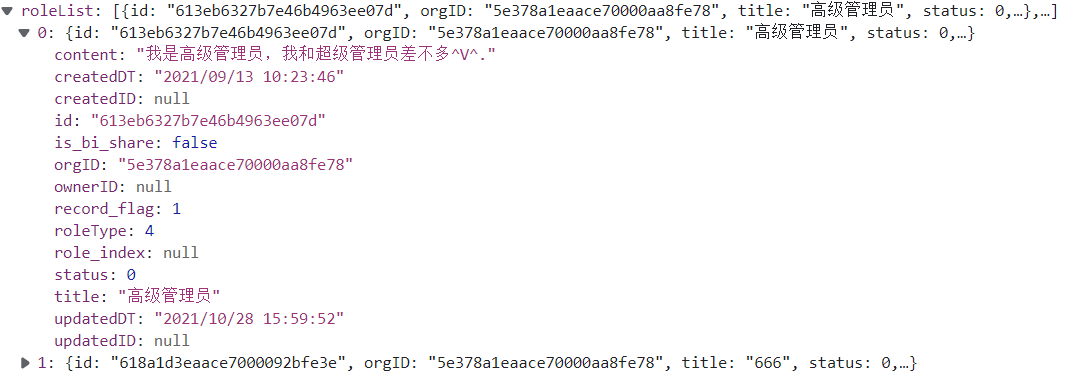 roleList: [{id: "613eb6327b7e46b4963ee07d", orgID: "5e378a1eaace70000aa8fe78", title: "高级管理员", status: 0,…},…]
0: {id: "613eb6327b7e46b4963ee07d", orgID: "5e378a1eaace70000aa8fe78", title: "高级管理员", status: 0,…}
content: "我是高级管理员，我和超级管理员差不多^V^."
createdDT: "2021/09/13 10:23:46"
createdID: null
id: "613eb6327b7e46b4963ee07d"
is_bi_share: false
orgID: "5e378a1eaace70000aa8fe78"
ownerID: null
record_flag: 1
roleType: 4
role_index: null
status: 0
title: "高级管理员"
updatedDT: "2021/10/28 15:59:52"
updatedID: null
1: {id: "618a1d3eaace7000092bfe3e", orgID: "5e378a1eaace70000aa8fe78", title: "666", status: 0,…}